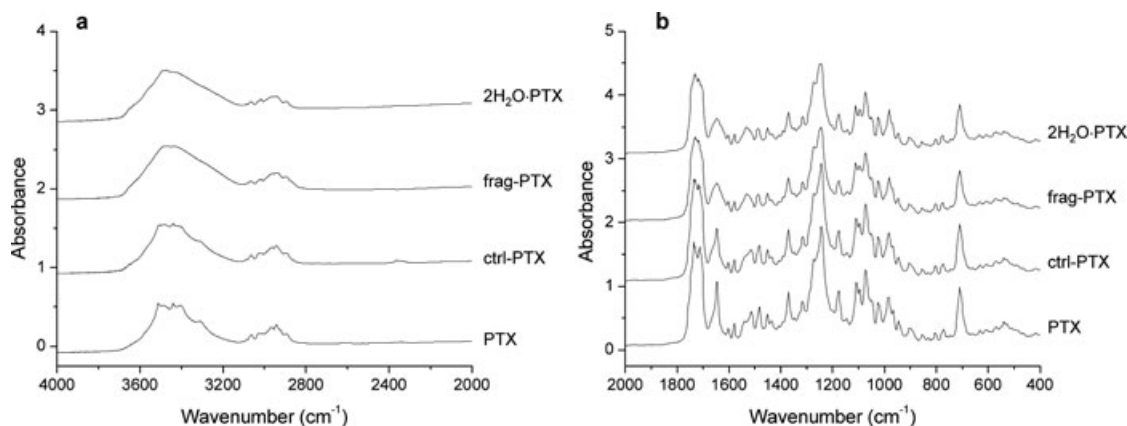 a
4
3
2
1
0
Absorbance
2H₂O·PTX
frag-PTX
ctrl-PTX
PTX
4000 3600 3200 2800 2400 2000
Wavenumber (cm⁻¹)
b
5
4
3
2
1
0
Absorbance
2H₂O·PTX
frag-PTX
ctrl-PTX
PTX
2000 1800 1600 1400 1200 1000 800 600 400
Wavenumber (cm⁻¹)